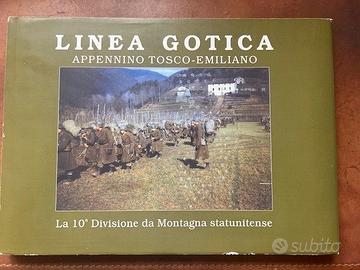 LINEA GOTICA
APPENNINO TOSCO-EMILIANO
La 10ª Divisione da Montagna statunitense
subito